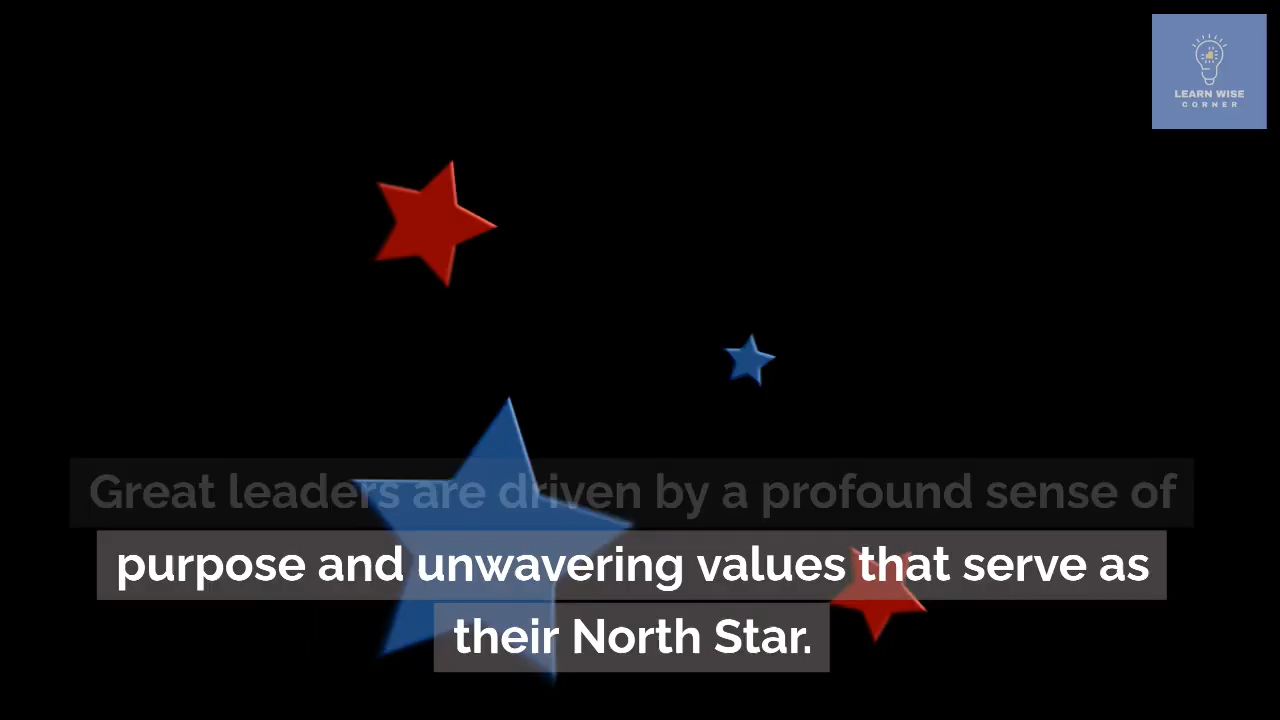 LEARN WISE
CORNER
Great leaders are driven by a profound sense of
purpose and unwavering values that serve as
their North Star.